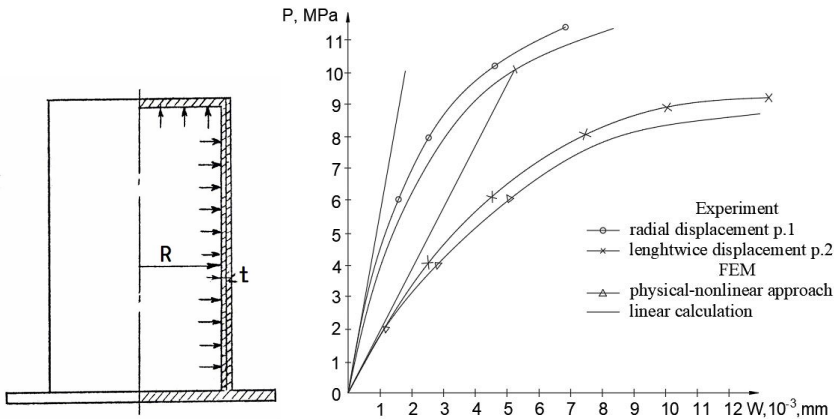 R
t
P, MPa
11
10
9
8
7
6
5
4
3
2
1
0
1 2 3 4 5 6 7 8 9 10 11 12 W,10⁻³,mm
Experiment
radial displacement p.1
lenghtwice displacement p.2
FEM
physical-nonlinear approach
linear calculation